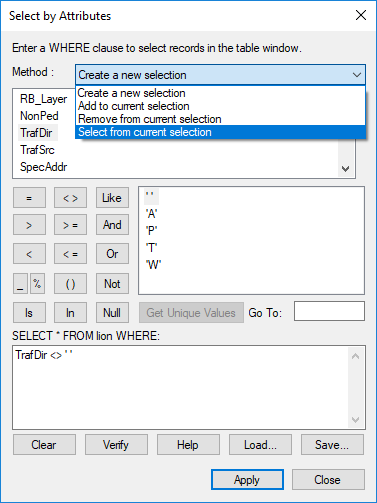 Select by Attributes
Enter a WHERE clause to select records in the table window.
Method : Create a new selection
Create a new selection
Add to current selection
Remove from current selection
Select from current selection
RB_Layer
NonPed
TrafDir
TrafSrc
SpecAddr
= < > Like
> > = And
< < = Or
_ % ( ) Not
Is In Null
' '
'A'
'P'
'T'
'W'
Get Unique Values Go To:
SELECT * FROM lion WHERE:
TrafDir <> ' '
Clear Verify Help Load... Save...
Apply Close